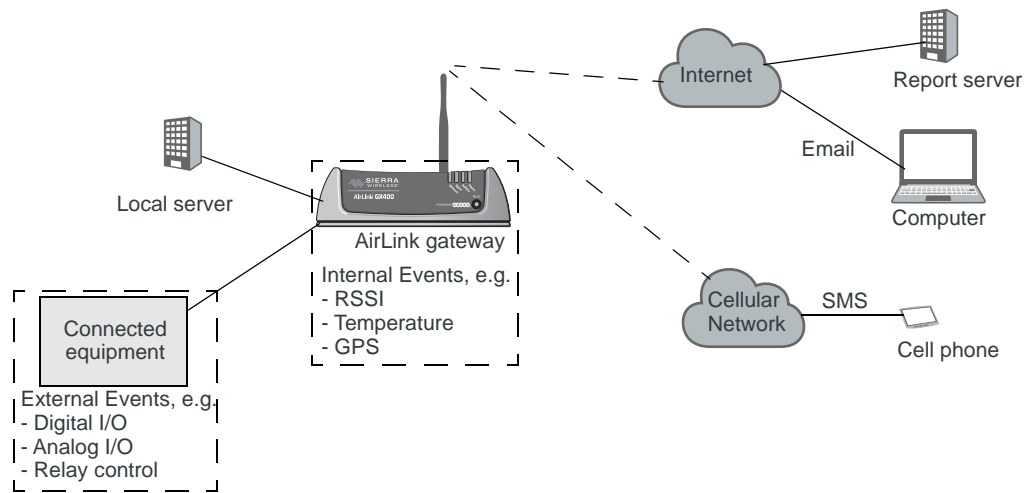 Internet
Report server
Email
Computer
Local server
SIERRA
WIRELESS
AirLink GX400
AirLink gateway
Internal Events, e.g.
- RSSI
- Temperature
- GPS
Cellular
Network
SMS
Cell phone
Connected
equipment
External Events, e.g.
- Digital I/O
- Analog I/O
- Relay control